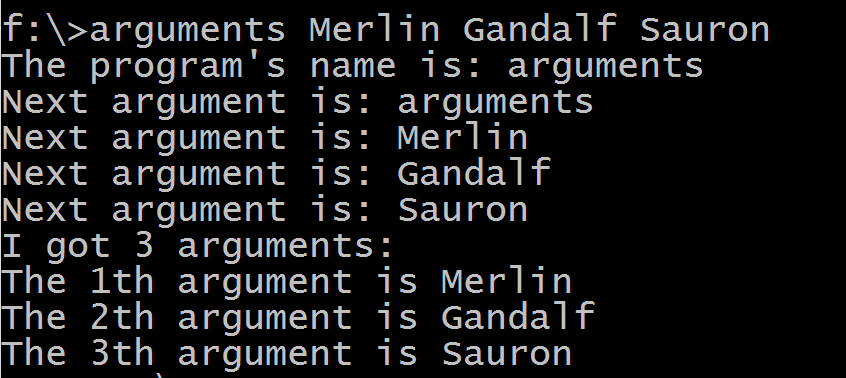 f:\>arguments Merlin Gandalf Sauron
The program's name is: arguments
Next argument is: arguments
Next argument is: Merlin
Next argument is: Gandalf
Next argument is: Sauron
I got 3 arguments:
The 1th argument is Merlin
The 2th argument is Gandalf
The 3th argument is Sauron